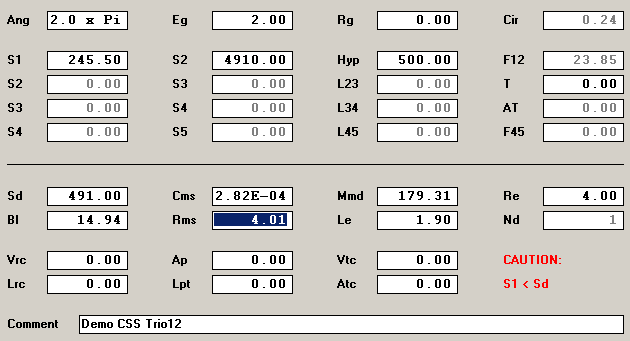 Ang 2.0 x Pi Eg 2.00 Rg 0.00 Cir 0.24
S1 245.50 S2 4910.00 Hyp 500.00 F12 23.85
S2 0.00 S3 0.00 L23 0.00 T 0.00
S3 0.00 S4 0.00 L34 0.00 AT 0.00
S4 0.00 S5 0.00 L45 0.00 F45 0.00
Sd 491.00 Cms 2.82E-04 Mmd 179.31 Re 4.00
Bl 14.94 Rms 4.01 Le 1.90 Nd 1
Vrc 0.00 Ap 0.00 Vtc 0.00 CAUTION:
Lrc 0.00 Lpt 0.00 Atc 0.00 S1 < Sd
Comment Demo CSS Trio12